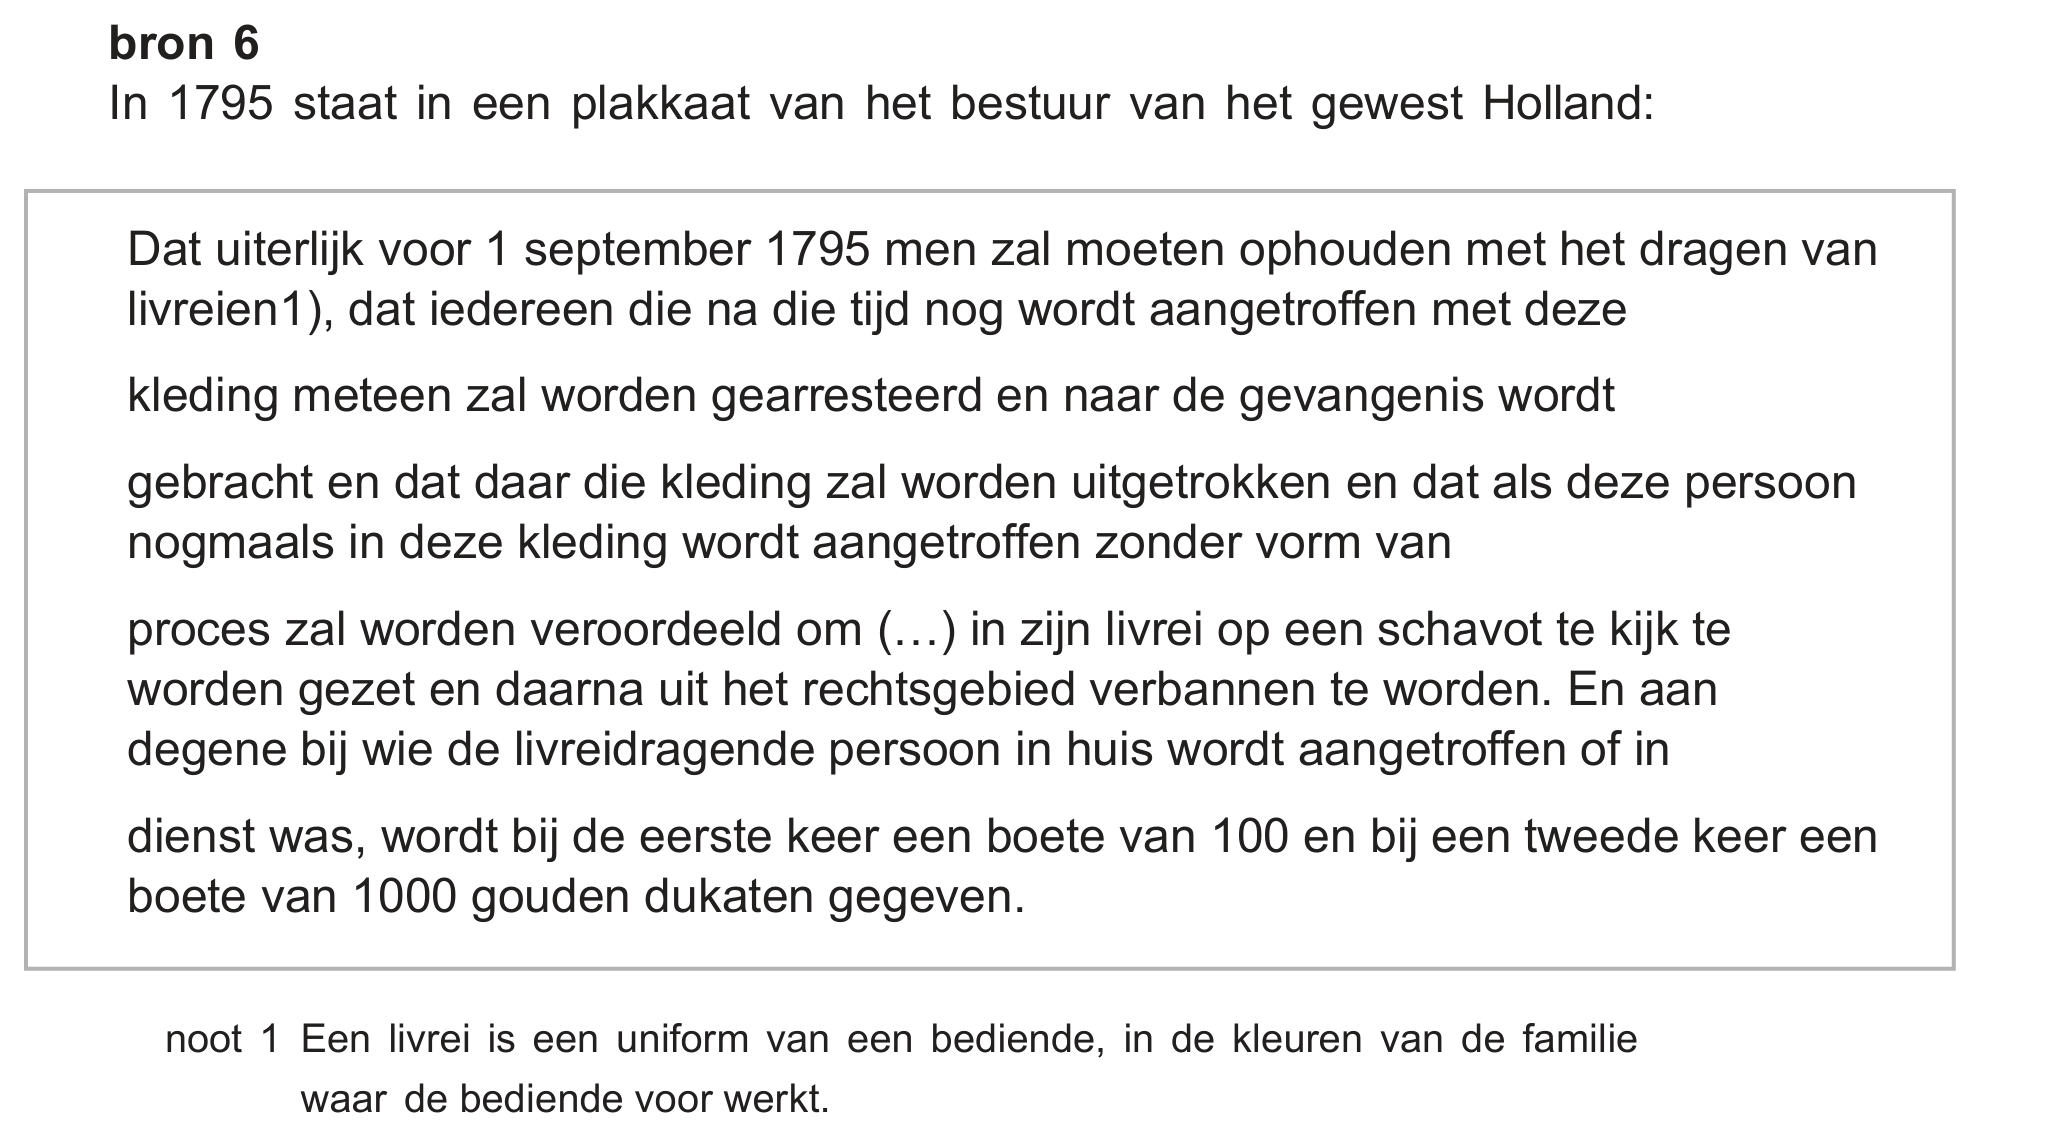 bron 6
In 1795 staat in een plakkaat van het bestuur van het gewest Holland:
Dat uiterlijk voor 1 september 1795 men zal moeten ophouden met het dragen van
livreien1), dat iedereen die na die tijd nog wordt aangetroffen met deze
kleding meteen zal worden gearresteerd en naar de gevangenis wordt
gebracht en dat daar die kleding zal worden uitgetrokken en dat als deze persoon
nogmaals in deze kleding wordt aangetroffen zonder vorm van
proces zal worden veroordeeld om (…) in zijn livrei op een schavot te kijk te
worden gezet en daarna uit het rechtsgebied verbannen te worden. En aan
degene bij wie de livreidragende persoon in huis wordt aangetroffen of in
dienst was, wordt bij de eerste keer een boete van 100 en bij een tweede keer een
boete van 1000 gouden dukaten gegeven.
noot 1 Een livrei is een uniform van een bediende, in de kleuren van de familie
waar de bediende voor werkt.